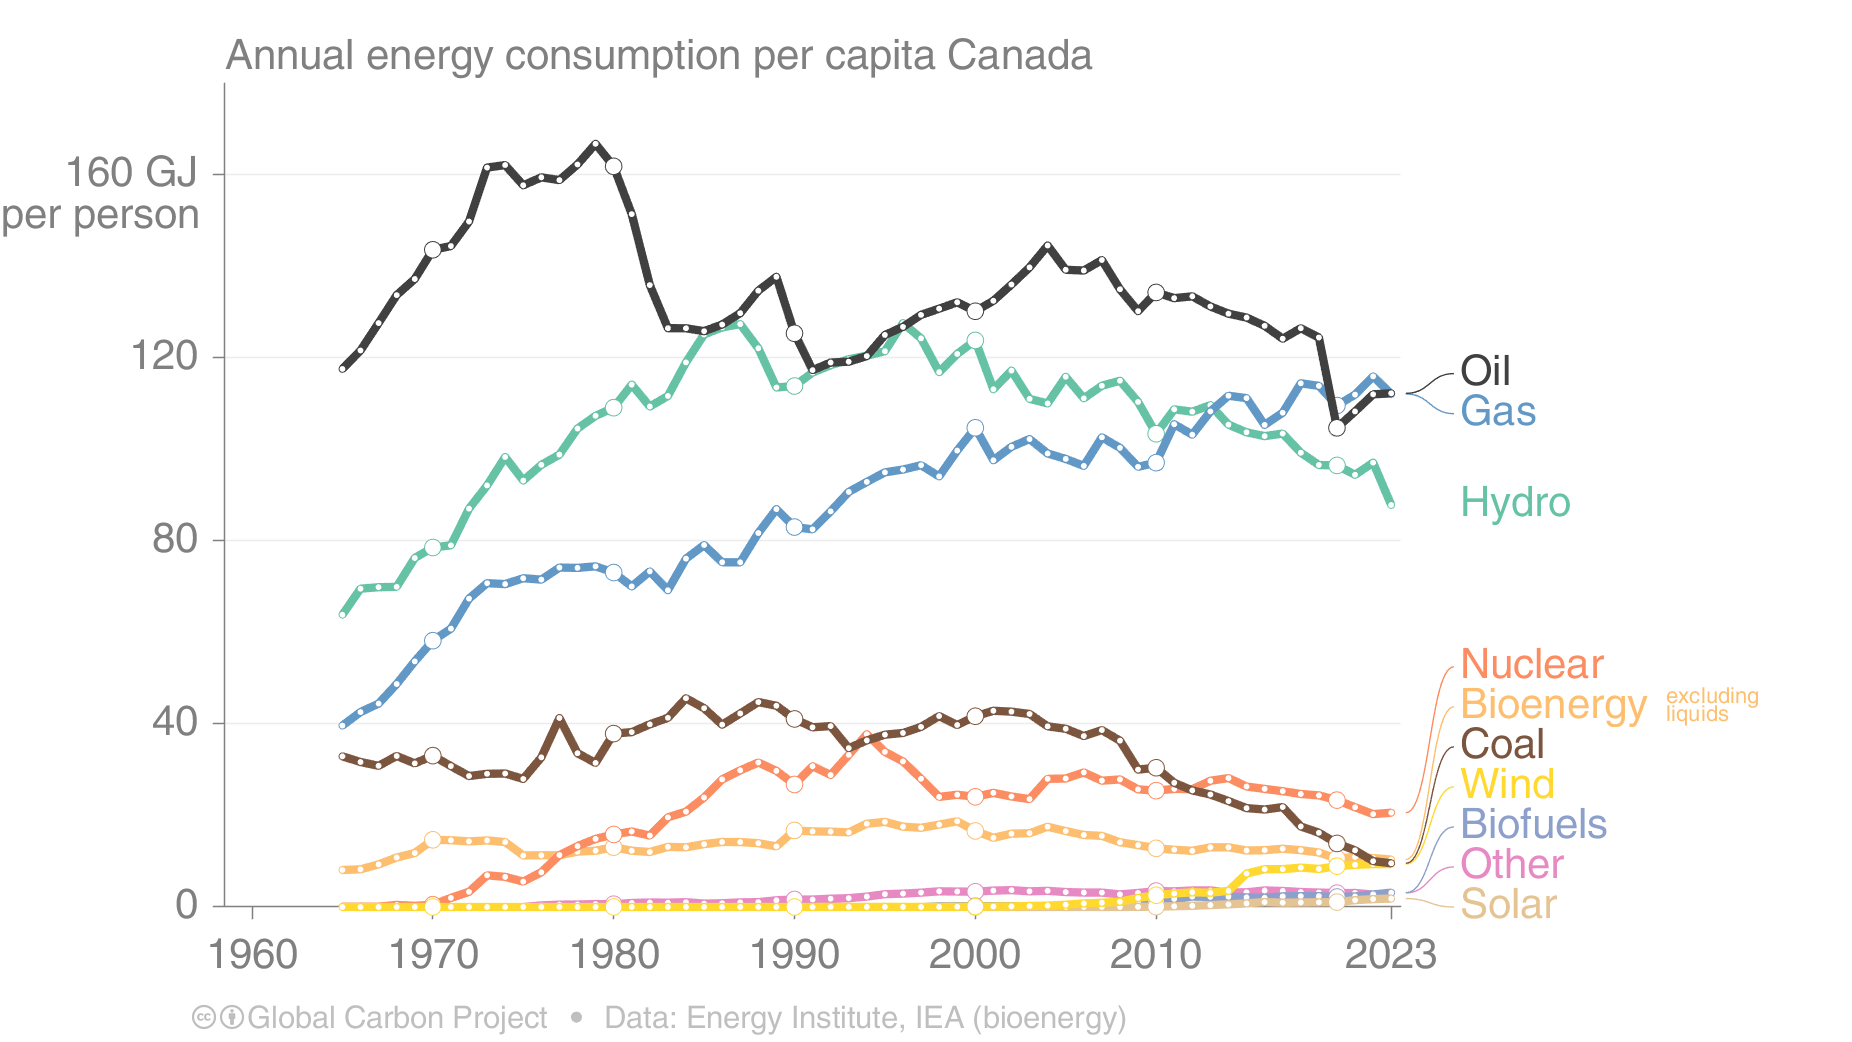 Annual energy consumption per capita Canada
160 GJ
per person
120
80
40
0
1960 1970 1980 1990 2000 2010 2023
Oil
Gas
Hydro
Nuclear
Bioenergy excluding
liquids
Coal
Wind
Biofuels
Other
Solar
cc Global Carbon Project • Data: Energy Institute, IEA (bioenergy)